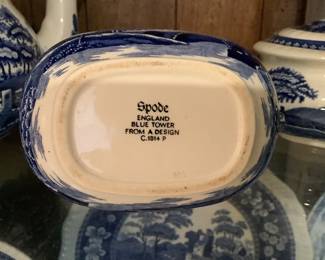 Spode
ENGLAND
BLUE TOWER
FROM A DESIGN
C.1814 P